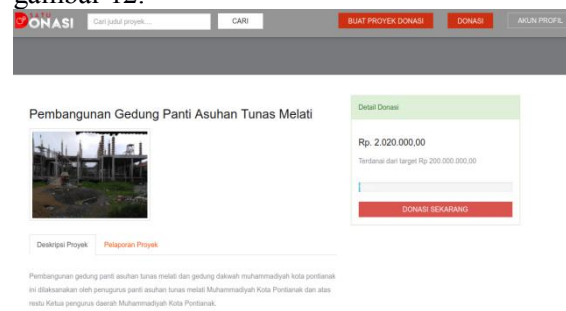 gambar 12.
SATU
DONASI
Cari judul proyek....
CARI
BUAT PROYEK DONASI
DONASI
AKUN PROFIL
Pembangunan Gedung Panti Asuhan Tunas Melati
Detail Donasi
Rp. 2.020.000,00
Terdanai dari target Rp 200.000.000,00
DONASI SEKARANG
Deskripsi Proyek
Pelaporan Proyek
Pembangunan gedung panti asuhan tunas melati dan gedung dakwah muhammadiyah kota pontianak
ini dilaksanakan oleh penugurus panti asuhan tunas melati Muhammadiyah Kota Pontianak dan atas
restu Ketua pengurus daerah Muhammadiyah Kota Pontianak.